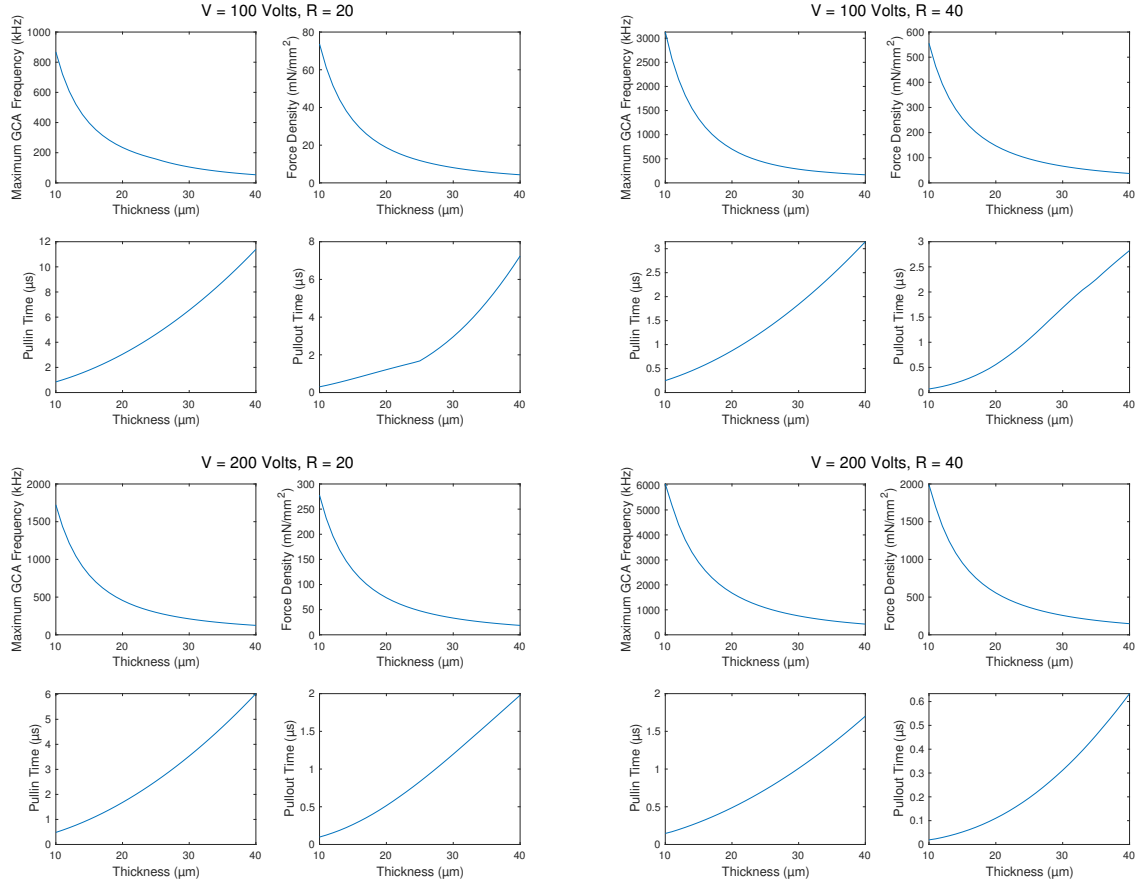 V = 100 Volts, R = 20
Maximum GCA Frequency (kHz)
1000
800
600
400
200
0
10 20 30 40
Thickness (µm)
Force Density (mN/mm²)
80
60
40
20
0
10 20 30 40
Thickness (µm)
Pullin Time (µs)
12
10
8
6
4
2
0
10 20 30 40
Thickness (µm)
Pullout Time (µs)
8
6
4
2
0
10 20 30 40
Thickness (µm)
V = 100 Volts, R = 40
Maximum GCA Frequency (kHz)
3000
2500
2000
1500
1000
500
0
10 20 30 40
Thickness (µm)
Force Density (mN/mm²)
600
500
400
300
200
100
0
10 20 30 40
Thickness (µm)
Pullin Time (µs)
3
2.5
2
1.5
1
0.5
0
10 20 30 40
Thickness (µm)
Pullout Time (µs)
3
2.5
2
1.5
1
0.5
0
10 20 30 40
Thickness (µm)
V = 200 Volts, R = 20
Maximum GCA Frequency (kHz)
2000
1500
1000
500
0
10 20 30 40
Thickness (µm)
Force Density (mN/mm²)
300
250
200
150
100
50
0
10 20 30 40
Thickness (µm)
Pullin Time (µs)
6
5
4
3
2
1
0
10 20 30 40
Thickness (µm)
Pullout Time (µs)
2
1.5
1
0.5
0
10 20 30 40
Thickness (µm)
V = 200 Volts, R = 40
Maximum GCA Frequency (kHz)
6000
5000
4000
3000
2000
1000
0
10 20 30 40
Thickness (µm)
Force Density (mN/mm²)
2000
1500
1000
500
0
10 20 30 40
Thickness (µm)
Pullin Time (µs)
2
1.5
1
0.5
0
10 20 30 40
Thickness (µm)
Pullout Time (µs)
0.6
0.5
0.4
0.3
0.2
0.1
0
10 20 30 40
Thickness (µm)